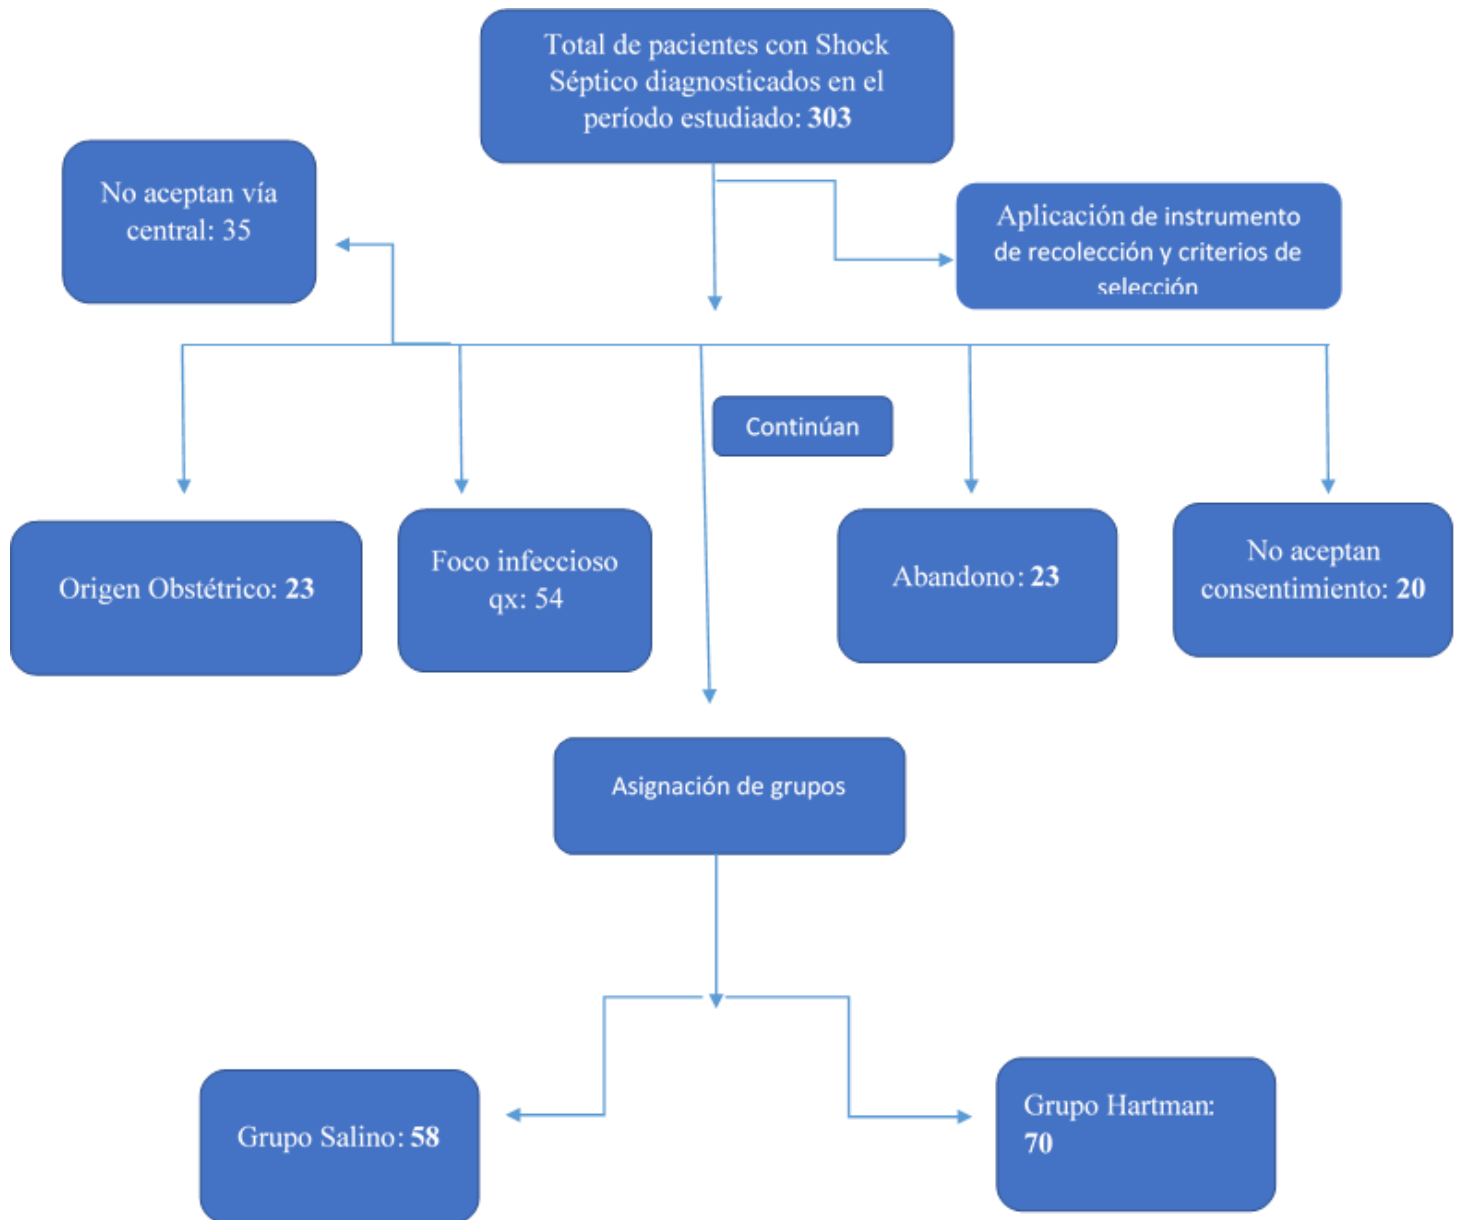 Total de pacientes con Shock
Séptico diagnosticados en el
período estudiado: 303
No aceptan vía
central: 35
Aplicación de instrumento
de recolección y criterios de
selección
Continúan
Origen Obstétrico: 23
Foco infeccioso
qx: 54
Abandono: 23
No aceptan
consentimiento: 20
Asignación de grupos
Grupo Salino: 58
Grupo Hartman:
70